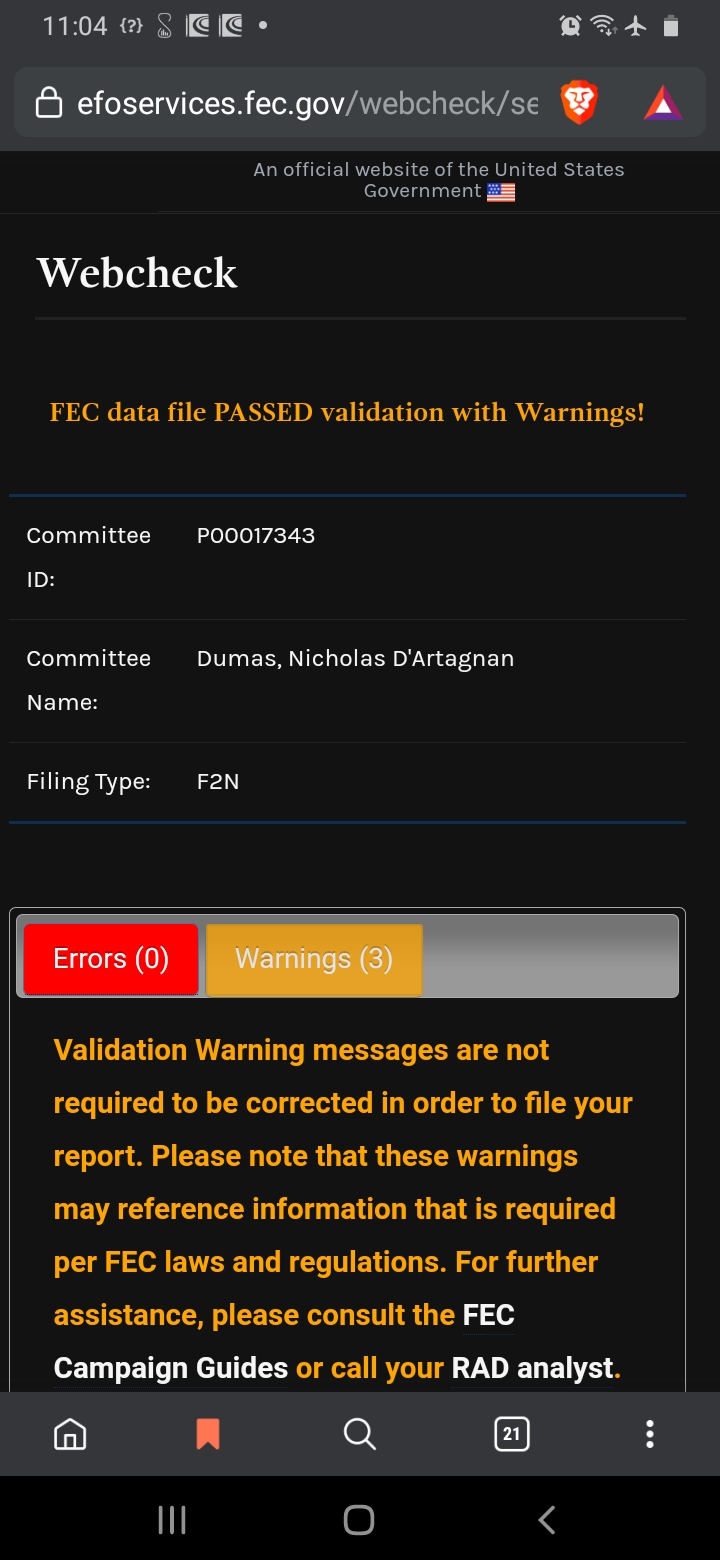 11:04 {?}
efoservices.fec.gov/webcheck/se
An official website of the United States
Government
Webcheck
FEC data file PASSED validation with Warnings!
Committee P00017343
ID:
Committee Dumas, Nicholas D'Artagnan
Name:
Filing Type: F2N
Errors (0) Warnings (3)
Validation Warning messages are not
required to be corrected in order to file your
report. Please note that these warnings
may reference information that is required
per FEC laws and regulations. For further
assistance, please consult the FEC
Campaign Guides or call your RAD analyst.
21